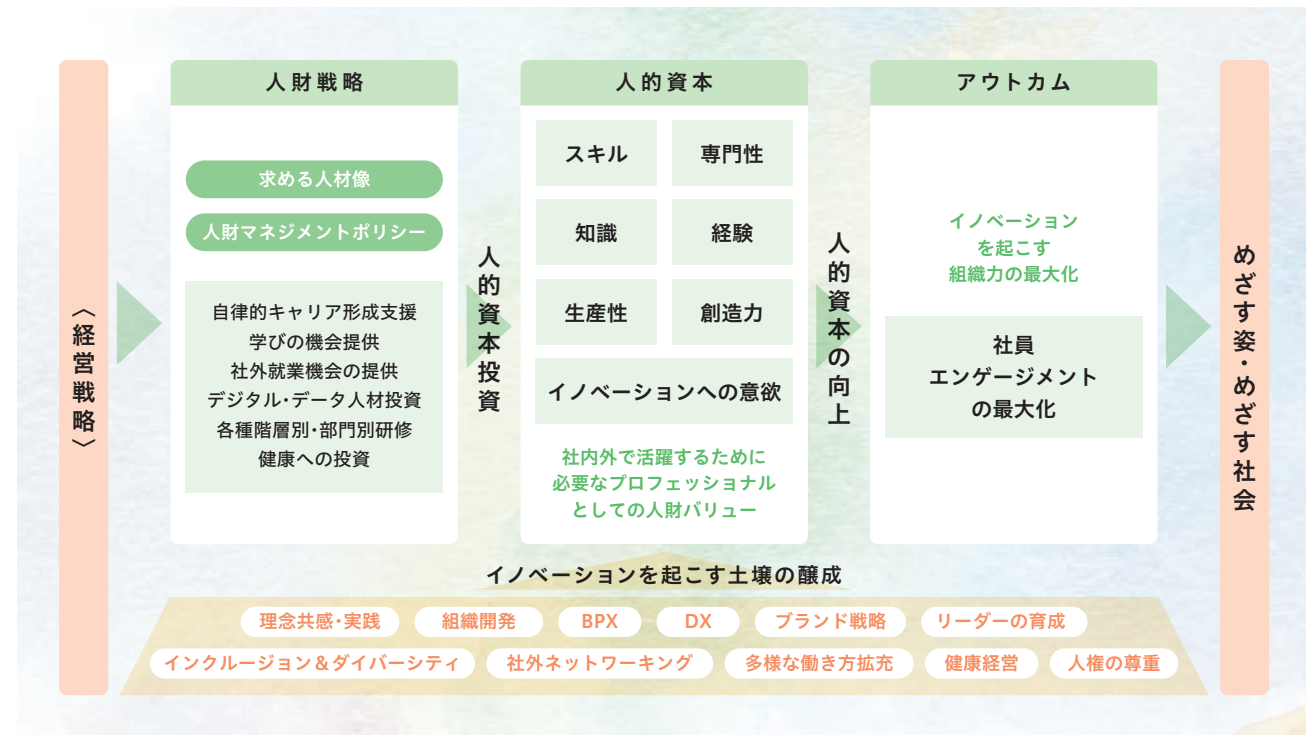 〈経営戦略〉
人財戦略
求める人材像
人財マネジメントポリシー
自律的キャリア形成支援
学びの機会提供
社外就業機会の提供
デジタル・データ人材投資
各種階層別・部門別研修
健康への投資
人的資本投資
人的資本
スキル
専門性
知識
経験
生産性
創造力
イノベーションへの意欲
社内外で活躍するために
必要なプロフェッショナル
としての人財バリュー
人的資本の向上
アウトカム
イノベーション
を起こす
組織力の最大化
社員
エンゲージメント
の最大化
めざす姿・めざす社会
イノベーションを起こす土壌の醸成
理念共感・実践
組織開発
BPX
DX
ブランド戦略
リーダーの育成
インクルージョン＆ダイバーシティ
社外ネットワーキング
多様な働き方拡充
健康経営
人権の尊重